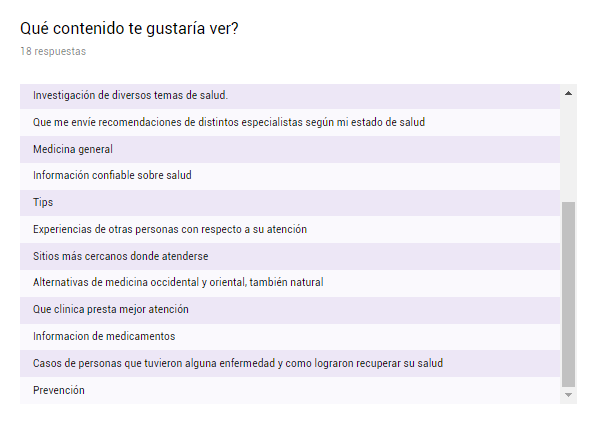 Qué contenido te gustaría ver?
18 respuestas
Investigación de diversos temas de salud.
Que me envíe recomendaciones de distintos especialistas según mi estado de salud
Medicina general
Información confiable sobre salud
Tips
Experiencias de otras personas con respecto a su atención
Sitios más cercanos donde atenderse
Alternativas de medicina occidental y oriental, también natural
Que clinica presta mejor atención
Informacion de medicamentos
Casos de personas que tuvieron alguna enfermedad y como lograron recuperar su salud
Prevención